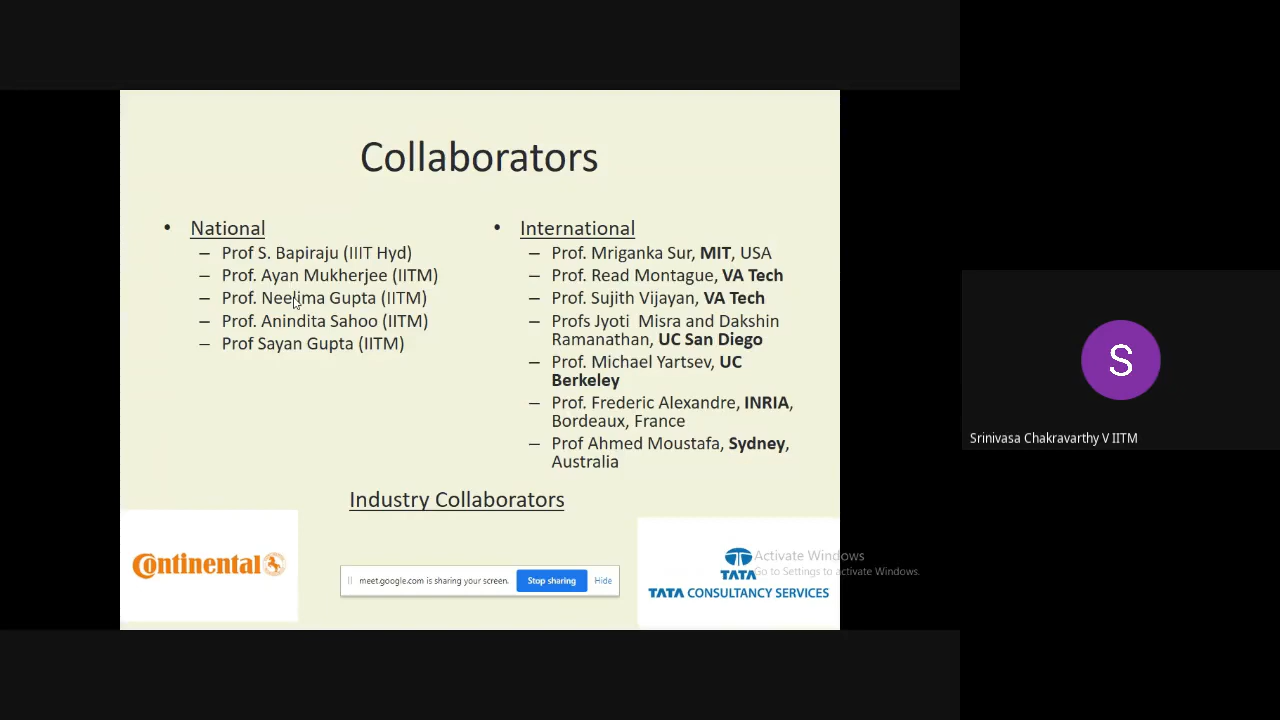 Collaborators
• National
– Prof S. Bapiraju (IIIT Hyd)
– Prof. Ayan Mukherjee (IITM)
– Prof. Neelima Gupta (IITM)
– Prof. Anindita Sahoo (IITM)
– Prof Sayan Gupta (IITM)
• International
– Prof. Mriganka Sur, MIT, USA
– Prof. Read Montague, VA Tech
– Prof. Sujith Vijayan, VA Tech
– Profs Jyoti Misra and Dakshin
Ramanathan, UC San Diego
– Prof. Michael Yartsev, UC
Berkeley
– Prof. Frederic Alexandre, INRIA,
Bordeaux, France
– Prof Ahmed Moustafa, Sydney,
Australia
Industry Collaborators
Continental
meet.google.com is sharing your screen. Stop sharing Hide
TATA
TATA CONSULTANCY SERVICES
Activate Windows
Go to Settings to activate Windows.
S
Srinivasa Chakravarthy V IITM